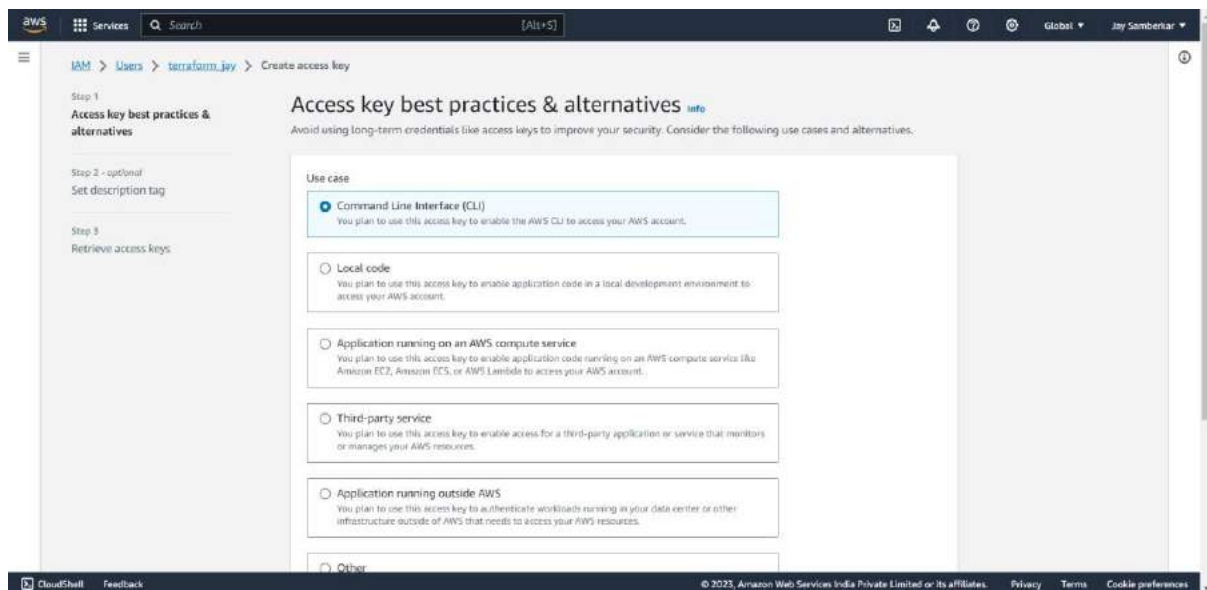 aws
Services
Search
[Alt+S]
Global
Jay Samberkar
IAM > Users > terraform_jay > Create access key
Step 1
Access key best practices &
alternatives
Step 2 - optional
Set description tag
Step 3
Retrieve access keys
Access key best practices & alternatives Info
Avoid using long-term credentials like access keys to improve your security. Consider the following use cases and alternatives.
Use case
Command Line Interface (CLI)
You plan to use this access key to enable the AWS CLI to access your AWS account.
Local code
You plan to use this access key to enable application code in a local development environment to
access your AWS account.
Application running on an AWS compute service
You plan to use this access key to enable application code running on an AWS compute service like
Amazon EC2, Amazon ECS, or AWS Lambda to access your AWS account.
Third-party service
You plan to use this access key to enable access for a third-party application or service that monitors
or manages your AWS resources.
Application running outside AWS
You plan to use this access key to authenticate workloads running in your data center or other
infrastructure outside of AWS that needs to access your AWS resources.
Other
CloudShell Feedback
© 2023, Amazon Web Services India Private Limited or its affiliates. Privacy Terms Cookie preferences